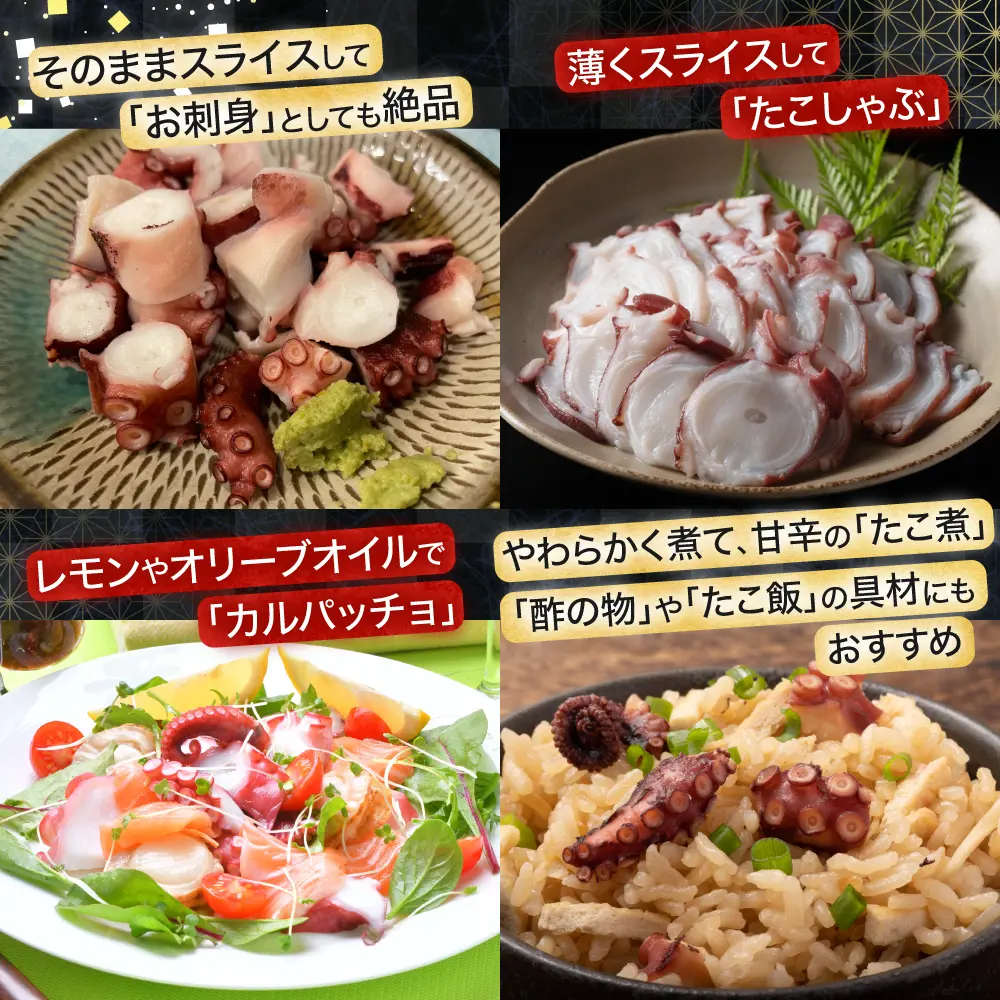 そのままスライスして
「お刺身」としても絶品
薄くスライスして
「たこしゃぶ」
レモンやオリーブオイルで
「カルパッチョ」
やわらかく煮て、甘辛の「たこ煮」
「酢の物」や「たこ飯」の具材にも
おすすめ